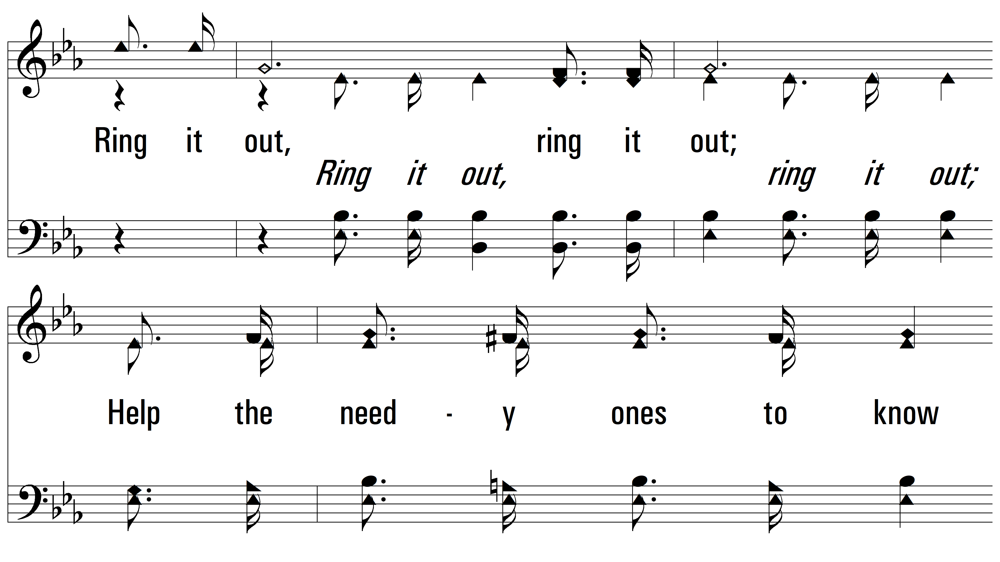 Ring it out, ring it out;
Ring it out, ring it out;
Help the need - y ones to know